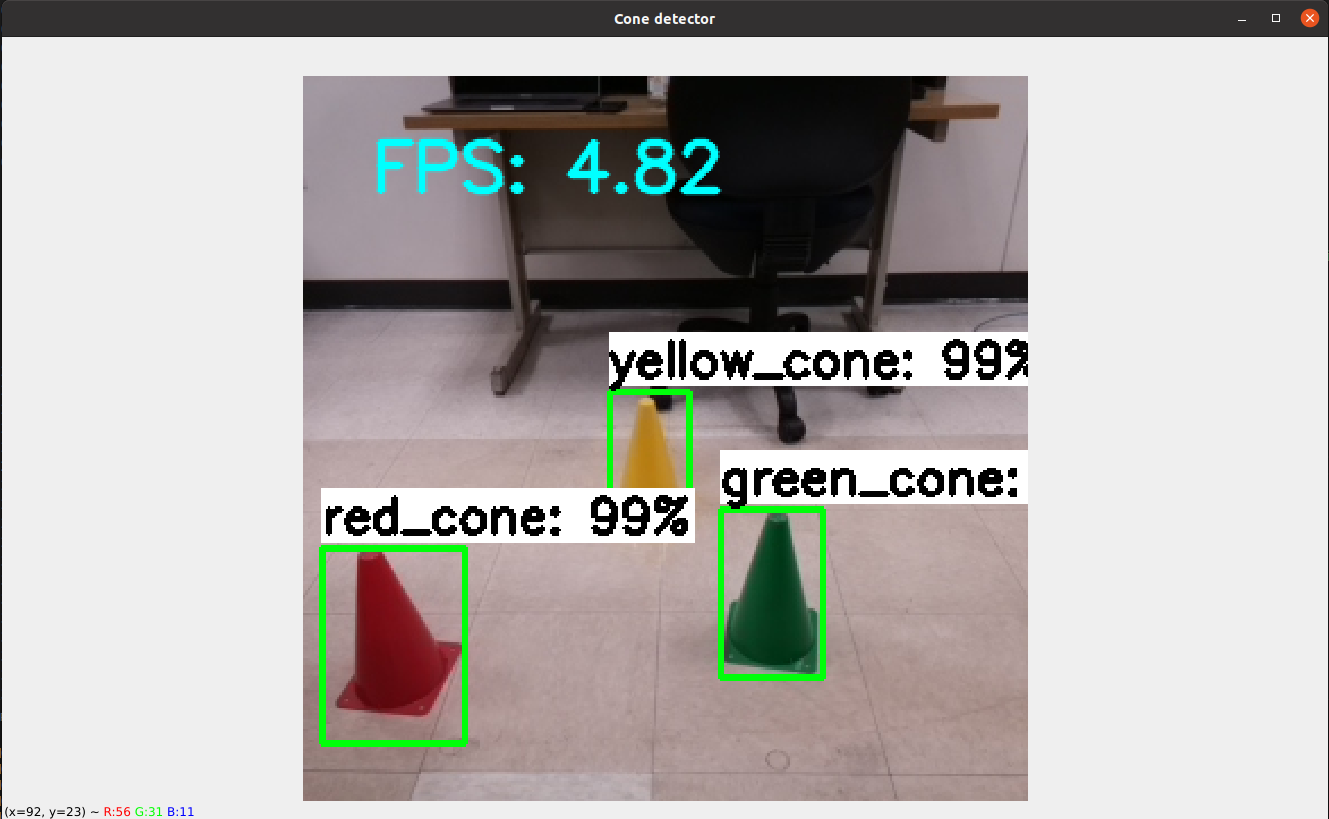 Cone detector
FPS: 4.82
yellow_cone: 99%
green_cone:
red_cone: 99%
(x=92, y=23) ~ R:56 G:31 B:11